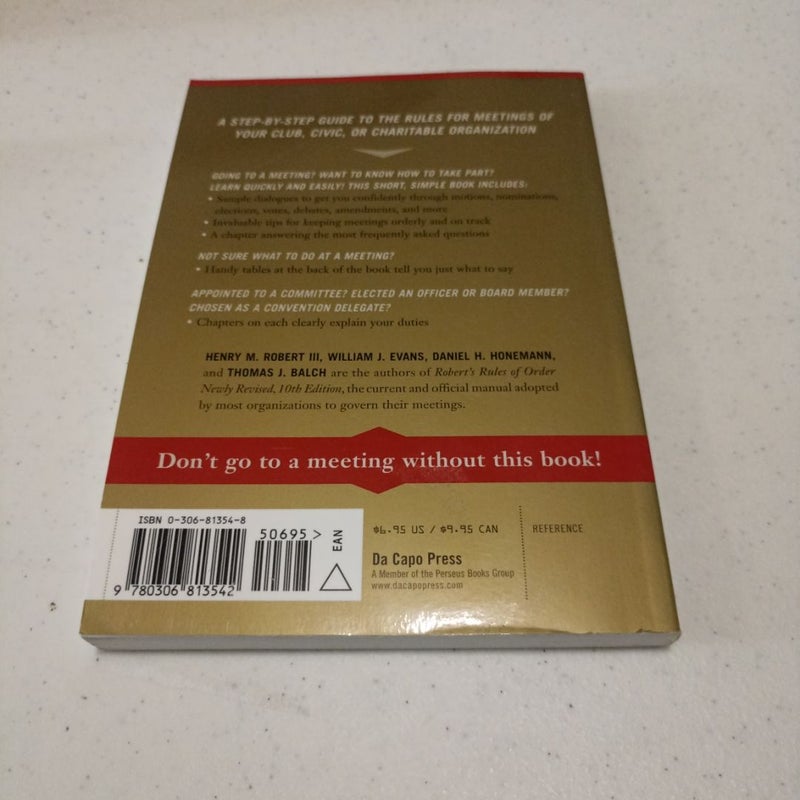 A STEP-BY-STEP GUIDE TO THE RULES FOR MEETINGS OF
YOUR CLUB, CIVIC, OR CHARITABLE ORGANIZATION
GOING TO A MEETING? WANT TO KNOW HOW TO TAKE PART?
LEARN QUICKLY AND EASILY! THIS SHORT, SIMPLE BOOK INCLUDES:
• Sample dialogues to get you confidently through motions, nominations,
elections, votes, debates, amendments, and more
• Invaluable tips for keeping meetings orderly and on track
• A chapter answering the most frequently asked questions
NOT SURE WHAT TO DO AT A MEETING?
• Handy tables at the back of the book tell you just what to say
APPOINTED TO A COMMITTEE? ELECTED AN OFFICER OR BOARD MEMBER?
CHOSEN AS A CONVENTION DELEGATE?
• Chapters on each clearly explain your duties
HENRY M. ROBERT III, WILLIAM J. EVANS, DANIEL H. HONEMANN,
and THOMAS J. BALCH are the authors of Robert's Rules of Order
Newly Revised, 10th Edition, the current and official manual adopted
by most organizations to govern their meetings.
Don't go to a meeting without this book!
ISBN 0-306-81354-8
50695 >
EAN
9 780306 813542
$6.95 US / $9.95 CAN
REFERENCE
Da Capo Press
A Member of the Perseus Books Group
www.dacapopress.com